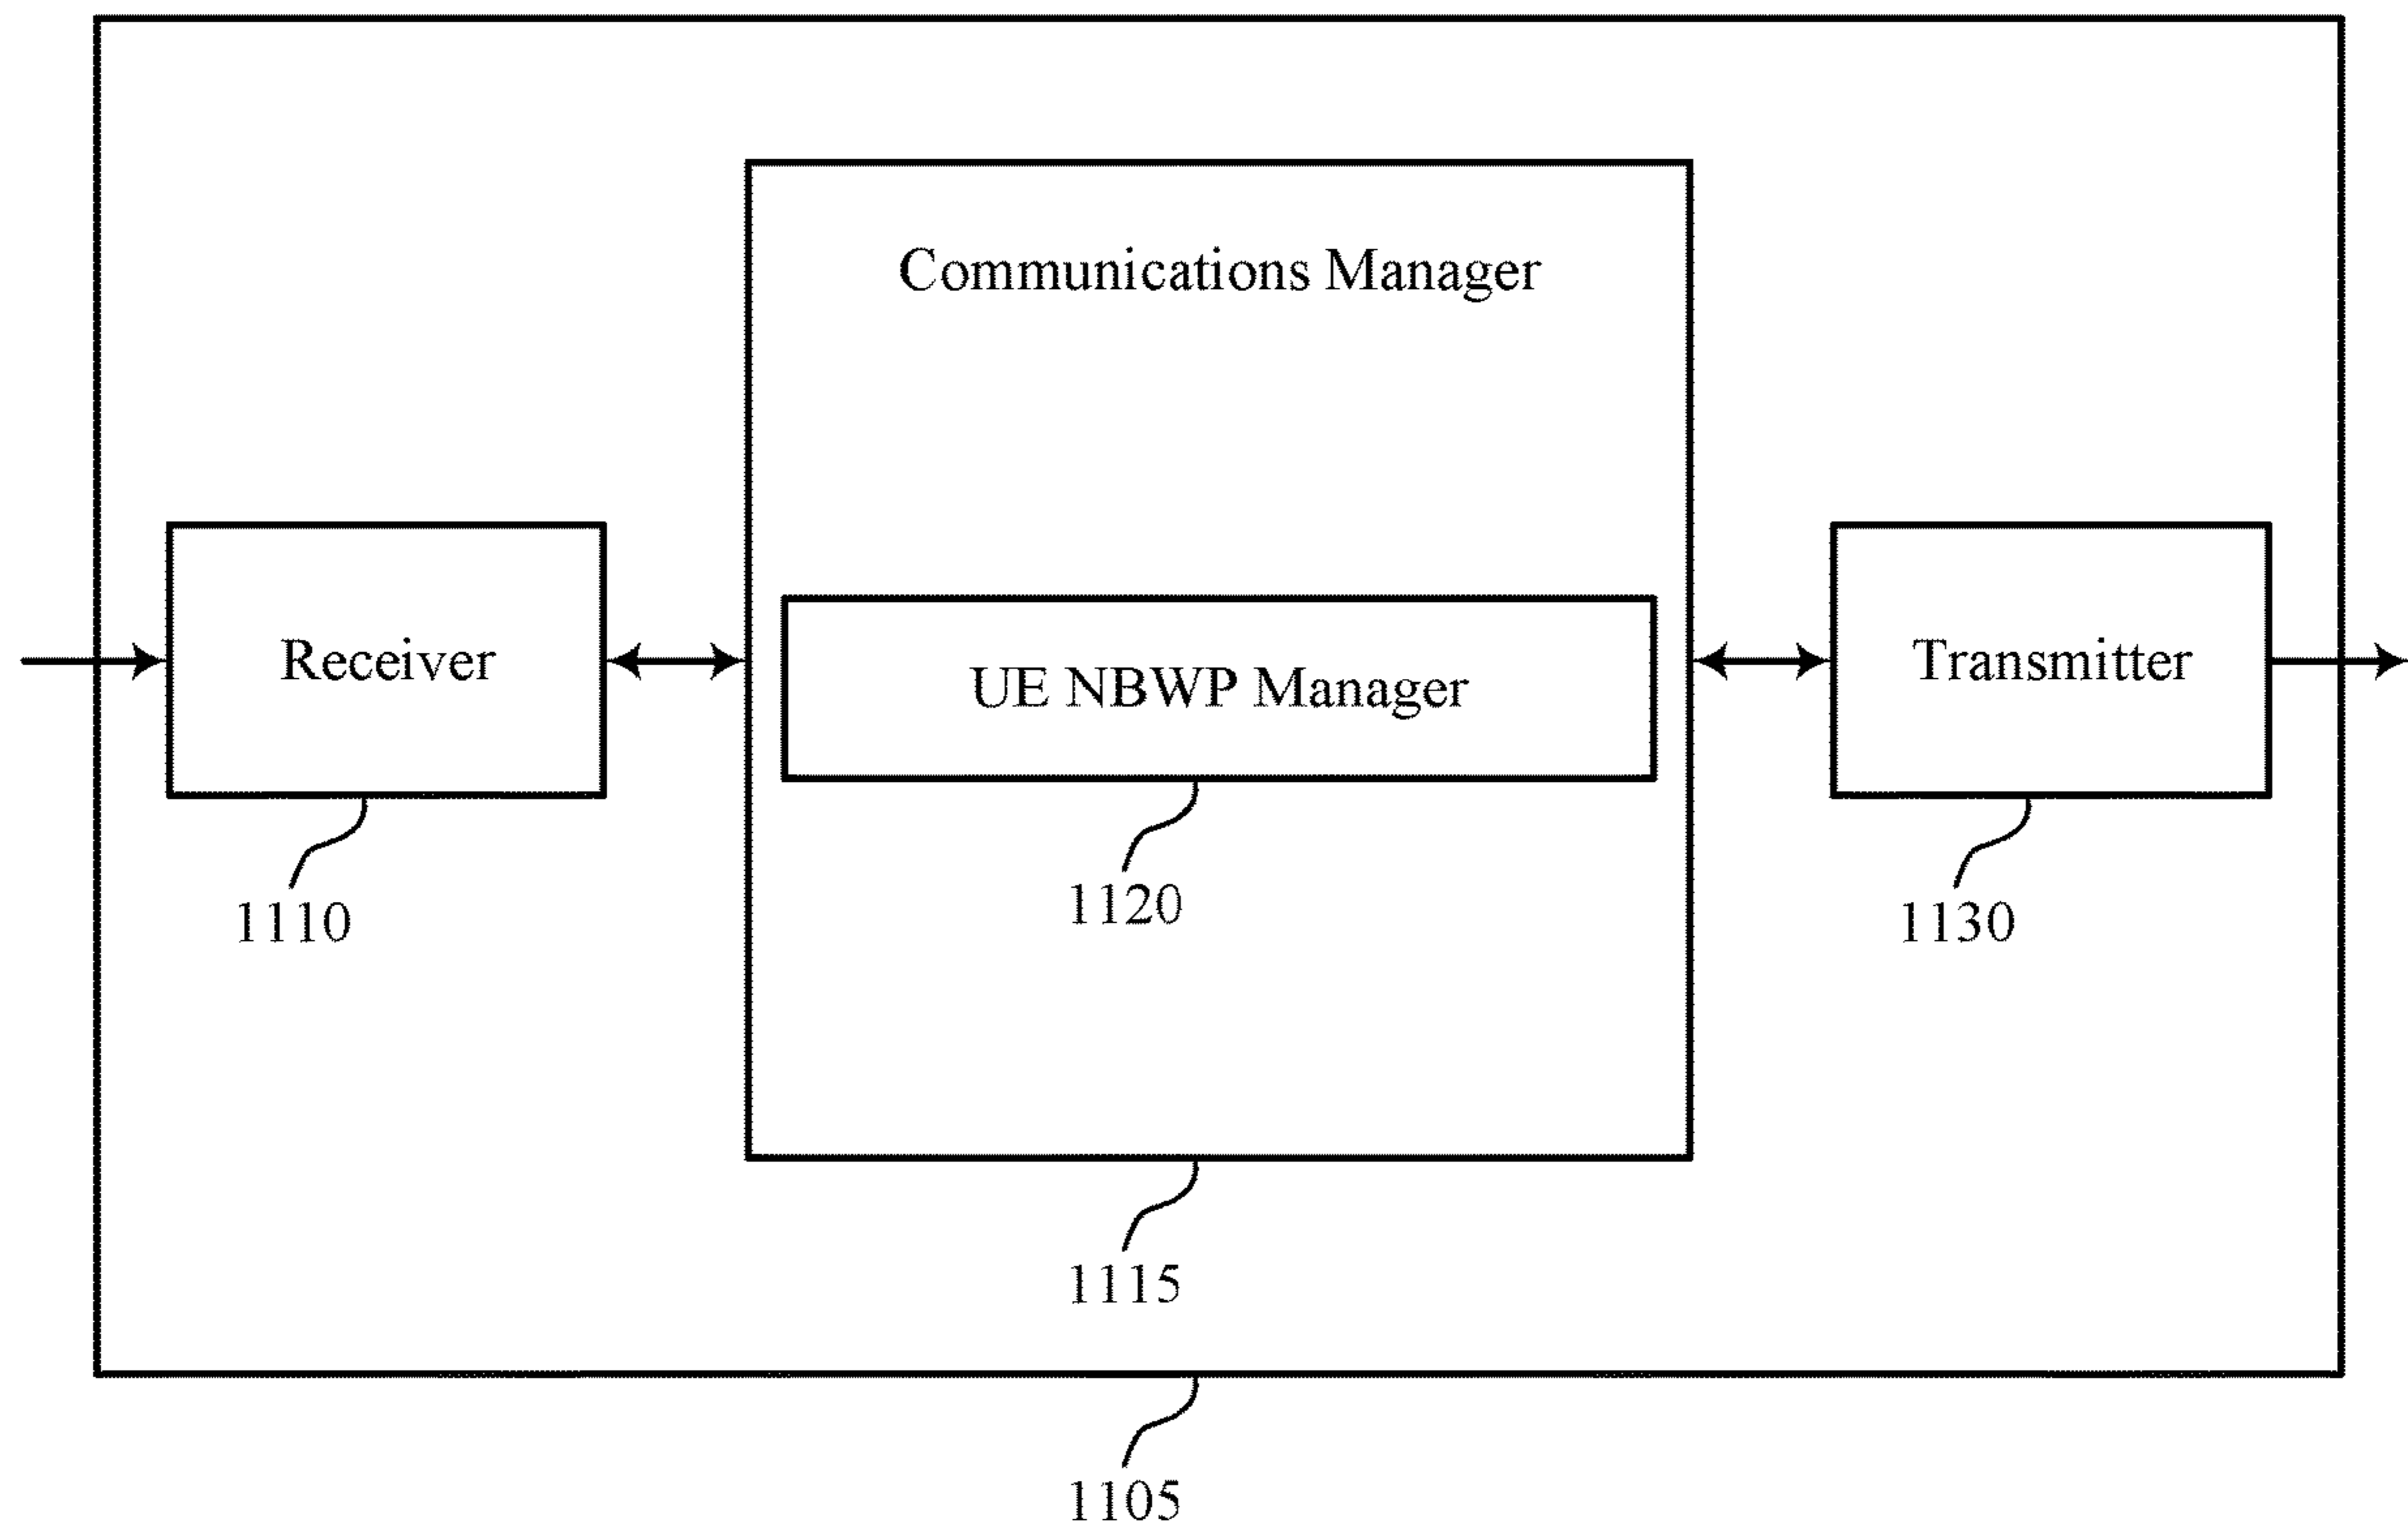 Communications Manager
Receiver
UE NBWP Manager
Transmitter
1110
1120
1130
1115
1105